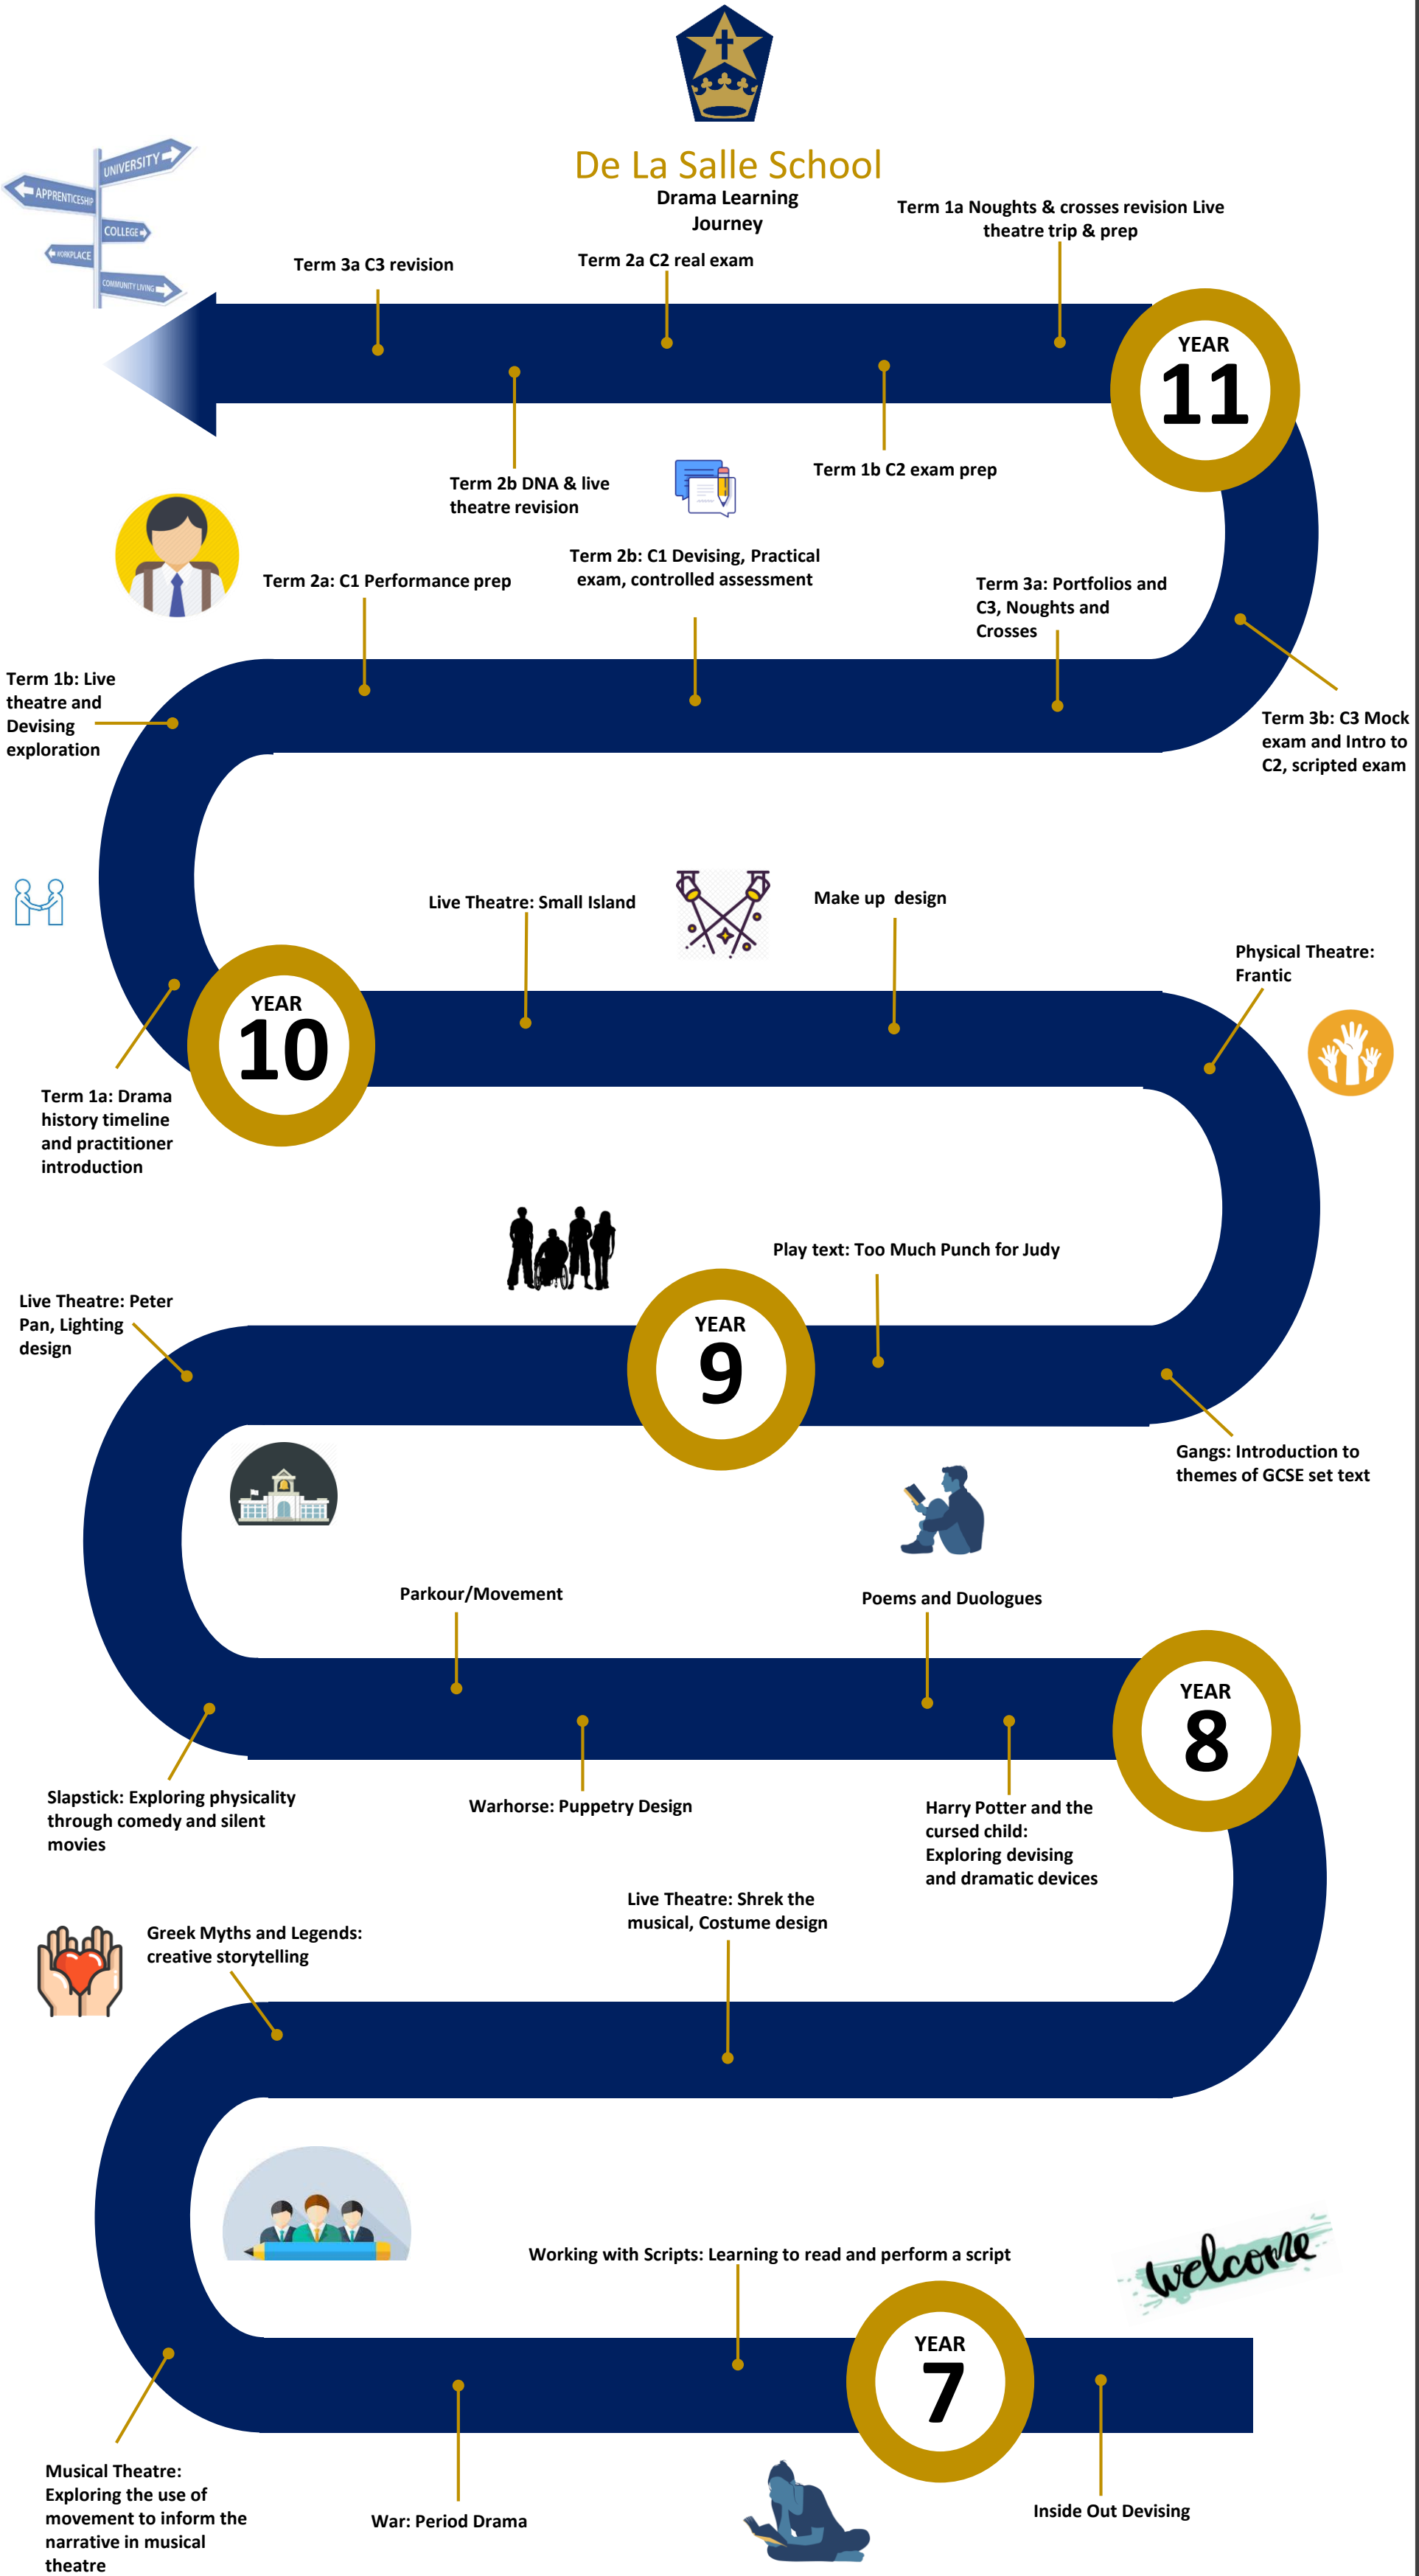 De La Salle School
Drama Learning
Journey
UNIVERSITY
APPRENTICESHIP
COLLEGE
WORKPLACE
COMMUNITY LIVING
Term 1a Noughts & crosses revision Live
theatre trip & prep
Term 2a C2 real exam
Term 3a C3 revision
YEAR
11
Term 1b C2 exam prep
Term 2b DNA & live
theatre revision
Term 2b: C1 Devising, Practical
exam, controlled assessment
Term 2a: C1 Performance prep
Term 3a: Portfolios and
C3, Noughts and
Crosses
Term 1b: Live
theatre and
Devising
exploration
Term 3b: C3 Mock
exam and Intro to
C2, scripted exam
Live Theatre: Small Island
Make up  design
Physical Theatre:
Frantic
YEAR
10
Term 1a: Drama
history timeline
and practitioner
introduction
Play text: Too Much Punch for Judy
Live Theatre: Peter
Pan, Lighting
design
YEAR
9
Gangs: Introduction to
themes of GCSE set text
Parkour/Movement
Poems and Duologues
YEAR
8
Slapstick: Exploring physicality
through comedy and silent
movies
Warhorse: Puppetry Design
Harry Potter and the
cursed child:
Exploring devising
and dramatic devices
Live Theatre: Shrek the
musical, Costume design
Greek Myths and Legends:
creative storytelling
welcome
Working with Scripts: Learning to read and perform a script
YEAR
7
Musical Theatre:
Exploring the use of
movement to inform the
narrative in musical
theatre
War: Period Drama
Inside Out Devising